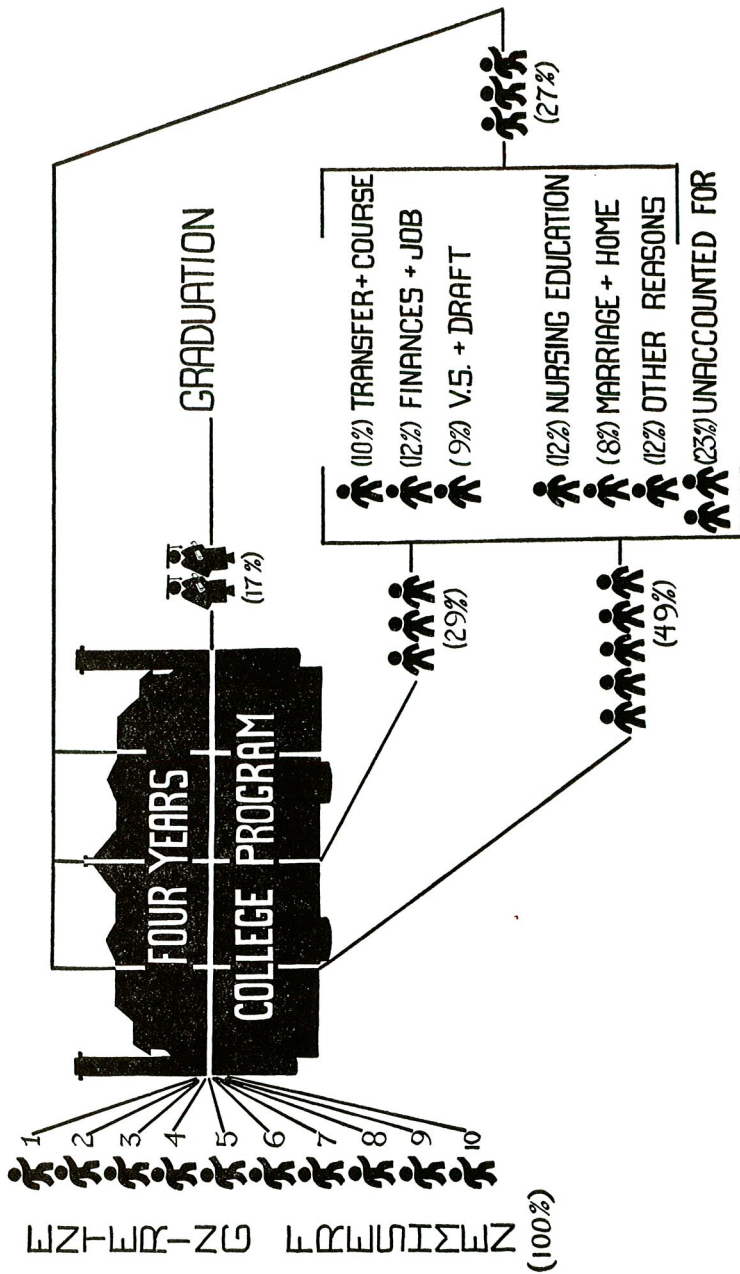 ENTERING FRESHMEN
(100%)
1
2
3
4
5
6
7
8
9
10
FOUR YEARS
COLLEGE PROGRAM
(17%)
GRADUATION
(29%)
(49%)
(10%) TRANSFER + COURSE
(12%) FINANCES + JOB
(9%) V.S. + DRAFT
(12%) NURSING EDUCATION
(8%) MARRIAGE + HOME
(12%) OTHER REASONS
(23%) UNACCOUNTED FOR
(27%)